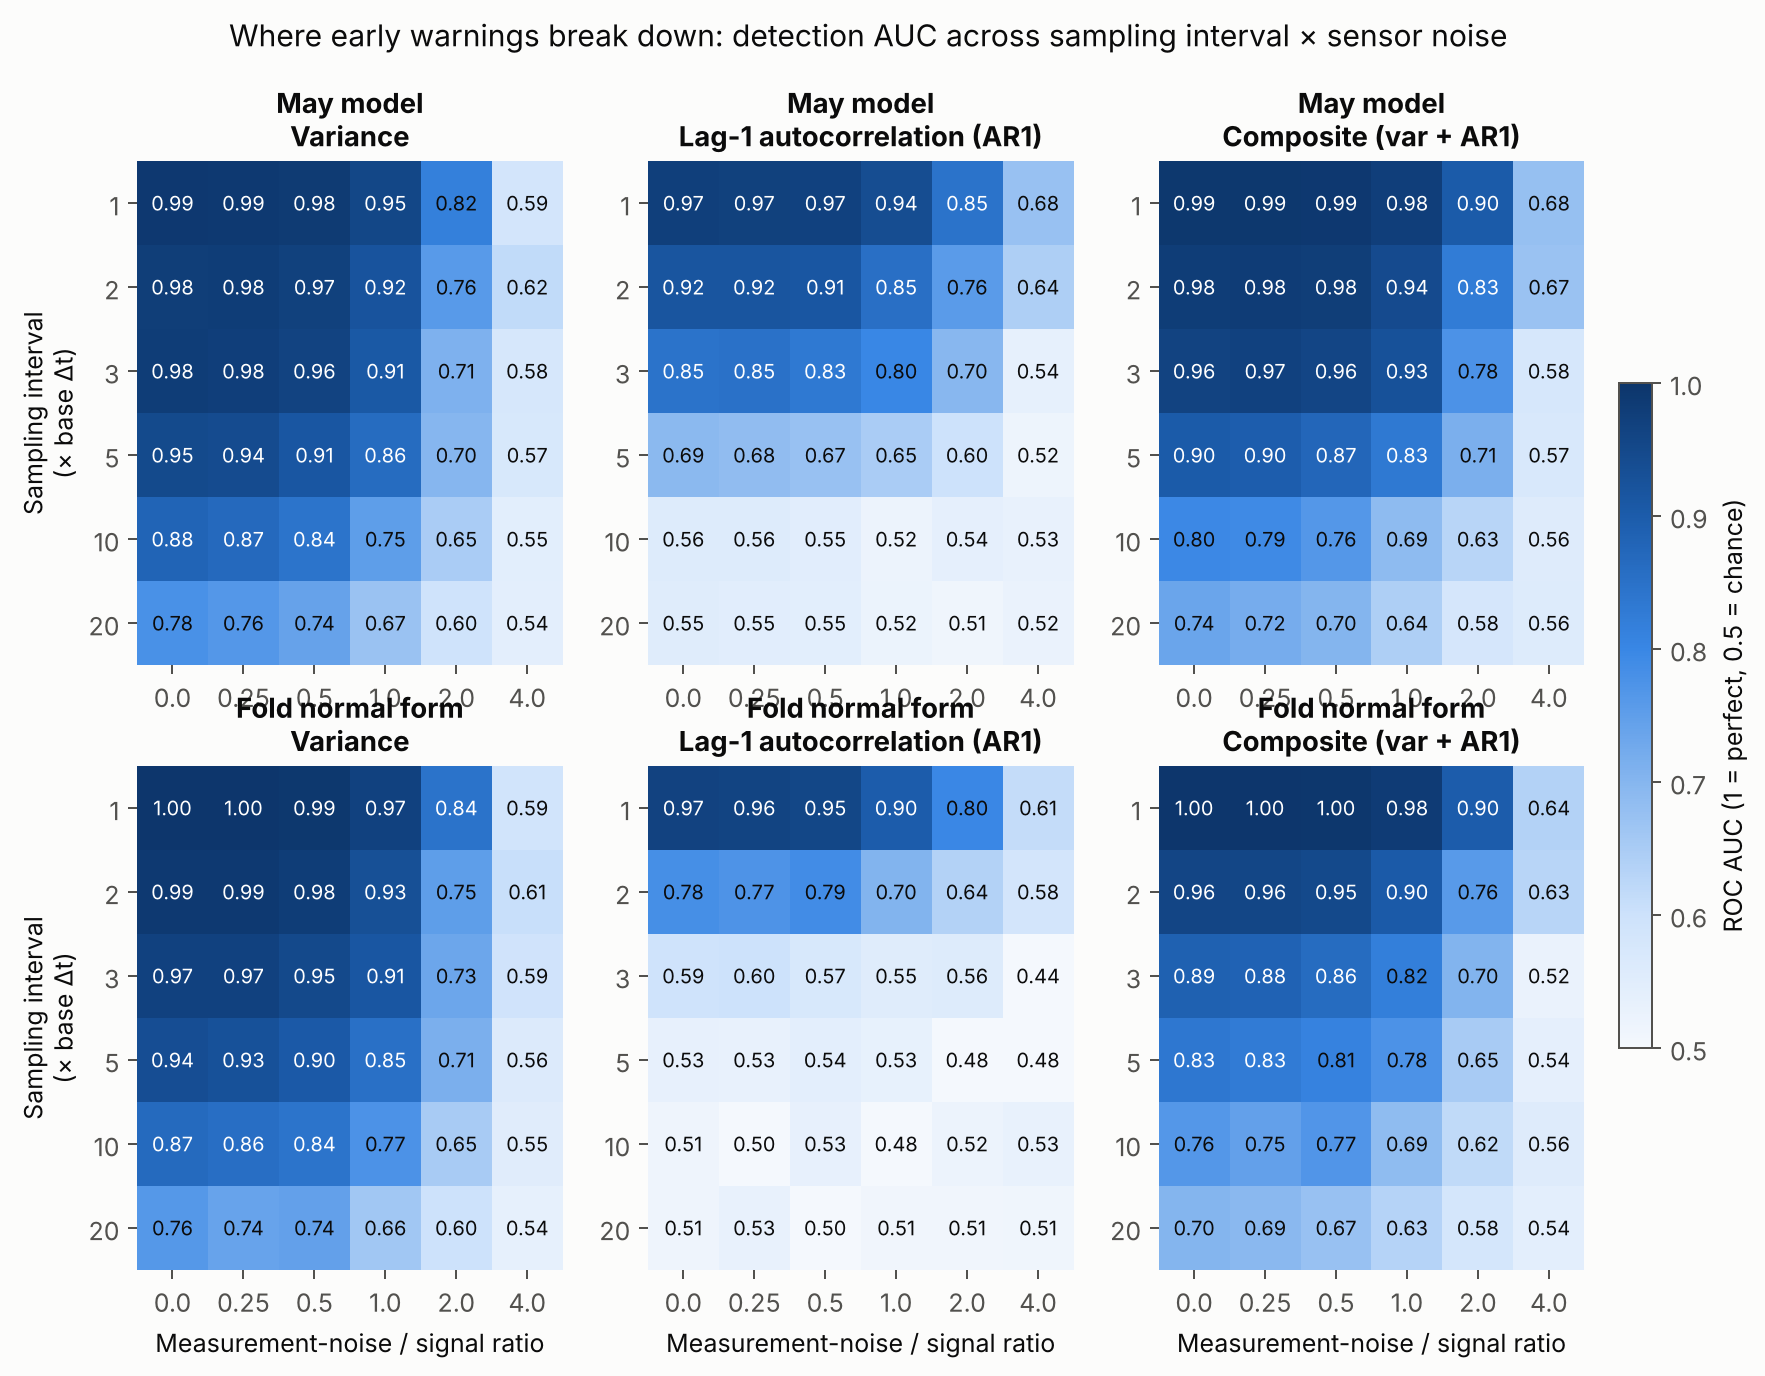 Where early warnings break down: detection AUC across sampling interval × sensor noise
May model
Variance
May model
Lag-1 autocorrelation (AR1)
May model
Composite (var + AR1)
Sampling interval
(× base Δt)
1 0.99 0.99 0.98 0.95 0.82 0.59
2 0.98 0.98 0.97 0.92 0.76 0.62
3 0.98 0.98 0.96 0.91 0.71 0.58
5 0.95 0.94 0.91 0.86 0.70 0.57
10 0.88 0.87 0.84 0.75 0.65 0.55
20 0.78 0.76 0.74 0.67 0.60 0.54
0.0 0.25 0.5 1.0 2.0 4.0
1 0.97 0.97 0.97 0.94 0.85 0.68
2 0.92 0.92 0.91 0.85 0.76 0.64
3 0.85 0.85 0.83 0.80 0.70 0.54
5 0.69 0.68 0.67 0.65 0.60 0.52
10 0.56 0.56 0.55 0.52 0.54 0.53
20 0.55 0.55 0.55 0.52 0.51 0.52
0.0 0.25 0.5 1.0 2.0 4.0
1 0.99 0.99 0.99 0.98 0.90 0.68
2 0.98 0.98 0.98 0.94 0.83 0.67
3 0.96 0.97 0.96 0.93 0.78 0.58
5 0.90 0.90 0.87 0.83 0.71 0.57
10 0.80 0.79 0.76 0.69 0.63 0.56
20 0.74 0.72 0.70 0.64 0.58 0.56
0.0 0.25 0.5 1.0 2.0 4.0
Fold normal form
Variance
Fold normal form
Lag-1 autocorrelation (AR1)
Fold normal form
Composite (var + AR1)
Sampling interval
(× base Δt)
1 1.00 1.00 0.99 0.97 0.84 0.59
2 0.99 0.99 0.98 0.93 0.75 0.61
3 0.97 0.97 0.95 0.91 0.73 0.59
5 0.94 0.93 0.90 0.85 0.71 0.56
10 0.87 0.86 0.84 0.77 0.65 0.55
20 0.76 0.74 0.74 0.66 0.60 0.54
0.0 0.25 0.5 1.0 2.0 4.0
Measurement-noise / signal ratio
1 0.97 0.96 0.95 0.90 0.80 0.61
2 0.78 0.77 0.79 0.70 0.64 0.58
3 0.59 0.60 0.57 0.55 0.56 0.44
5 0.53 0.53 0.54 0.53 0.48 0.48
10 0.51 0.50 0.53 0.48 0.52 0.53
20 0.51 0.53 0.50 0.51 0.51 0.51
0.0 0.25 0.5 1.0 2.0 4.0
Measurement-noise / signal ratio
1 1.00 1.00 1.00 0.98 0.90 0.64
2 0.96 0.96 0.95 0.90 0.76 0.63
3 0.89 0.88 0.86 0.82 0.70 0.52
5 0.83 0.83 0.81 0.78 0.65 0.54
10 0.76 0.75 0.77 0.69 0.62 0.56
20 0.70 0.69 0.67 0.63 0.58 0.54
0.0 0.25 0.5 1.0 2.0 4.0
Measurement-noise / signal ratio
1.0
0.9
0.8
0.7
0.6
0.5
ROC AUC (1 = perfect, 0.5 = chance)